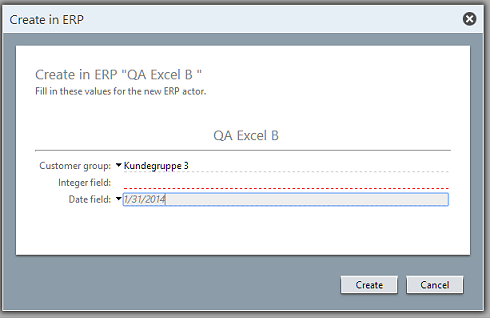 Create in ERP
Create in ERP "QA Excel B "
Fill in these values for the new ERP actor.
QA Excel B
Customer group: Kundegruppe 3
Integer field:
Date field: 1/31/2014
Create Cancel